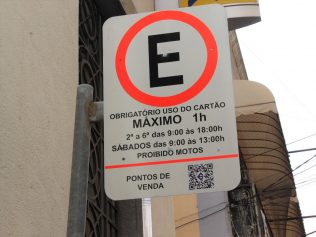 E
OBRIGATÓRIO USO DO CARTÃO
MÁXIMO 1h
2ª a 6ª das 9:00 às 18:00h
SÁBADOS das 9:00 às 13:00h
PROIBIDO MOTOS
PONTOS DE
VENDA